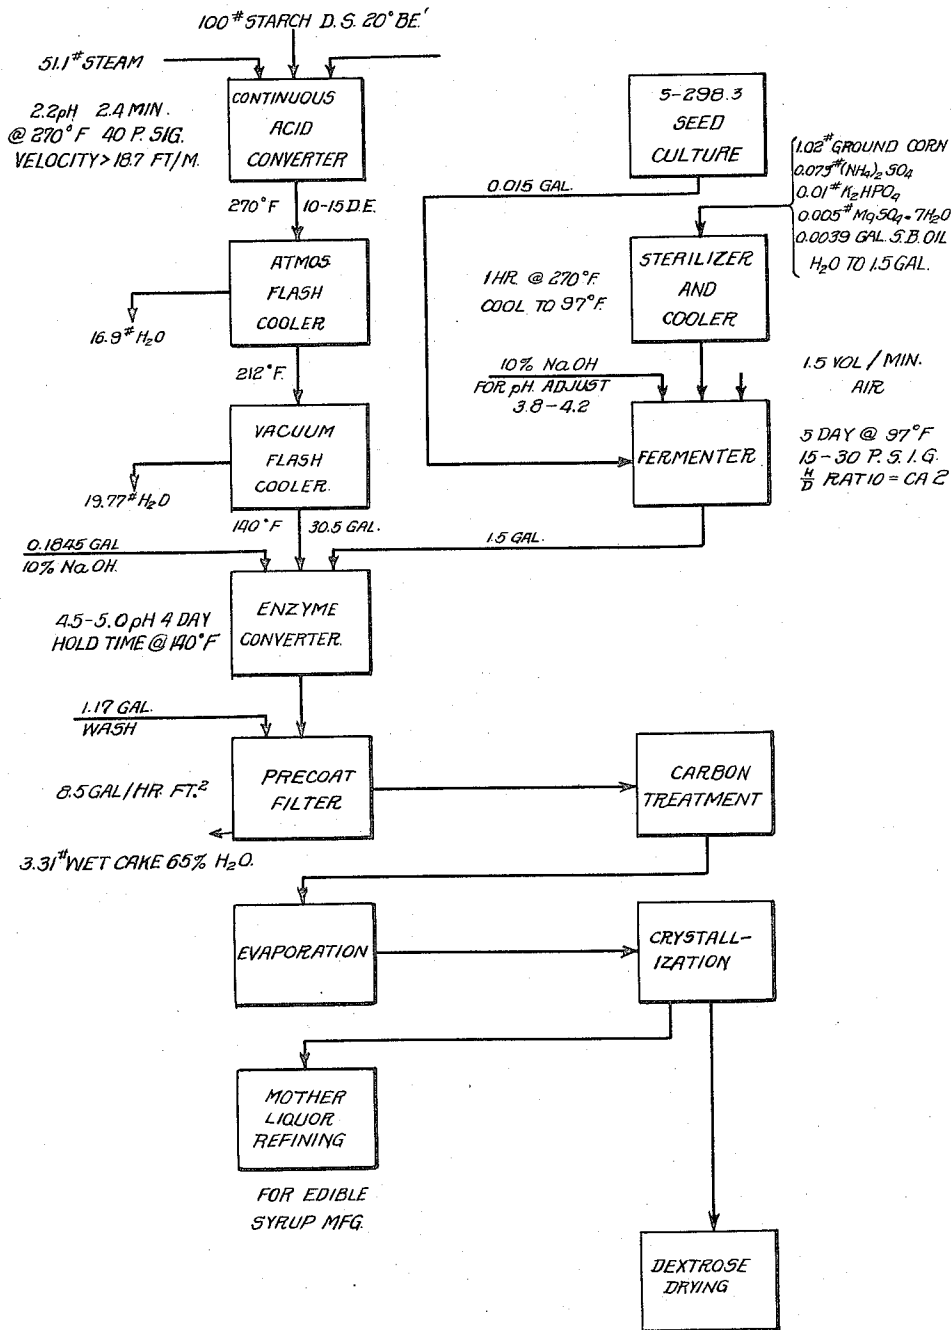 100# STARCH D.S. 20° BE.'
51.1# STEAM
CONTINUOUS
ACID
CONVERTER
2.2pH 2.4 MIN.
@ 270°F 40 P. SIG.
VELOCITY > 18.7 FT/M.
270°F 10-15 D.E.
ATMOS
FLASH
COOLER
16.9# H2O
212°F.
VACUUM
FLASH
COOLER.
19.77# H2O
140°F 30.5 GAL.
5-298.3
SEED
CULTURE
0.015 GAL.
1.02# GROUND CORN
0.075# (NH4)2 SO4
0.01# K2HPO4
0.005# MgSO4·7H2O
0.0039 GAL. S.B. OIL
H2O TO 1.5 GAL.
STERILIZER
AND
COOLER
1 HR. @ 270°F.
COOL TO 97°F.
10% NaOH
FOR pH. ADJUST
3.8-4.2
1.5 VOL/MIN.
AIR
FERMENTER
5 DAY @ 97°F
15-30 P.S.I.G.
H/D RATIO = CA 2
1.5 GAL.
0.1845 GAL
10% NaOH.
ENZYME
CONVERTER.
4.5-5.0 pH 4 DAY
HOLD TIME @ 140°F
1.17 GAL.
WASH
PRECOAT
FILTER
8.5 GAL/HR. FT.2
3.31# WET CAKE 65% H2O.
CARBON
TREATMENT
EVAPORATION
CRYSTALL-
IZATION
MOTHER
LIQUOR
REFINING
FOR EDIBLE
SYRUP MFG.
DEXTROSE
DRYING